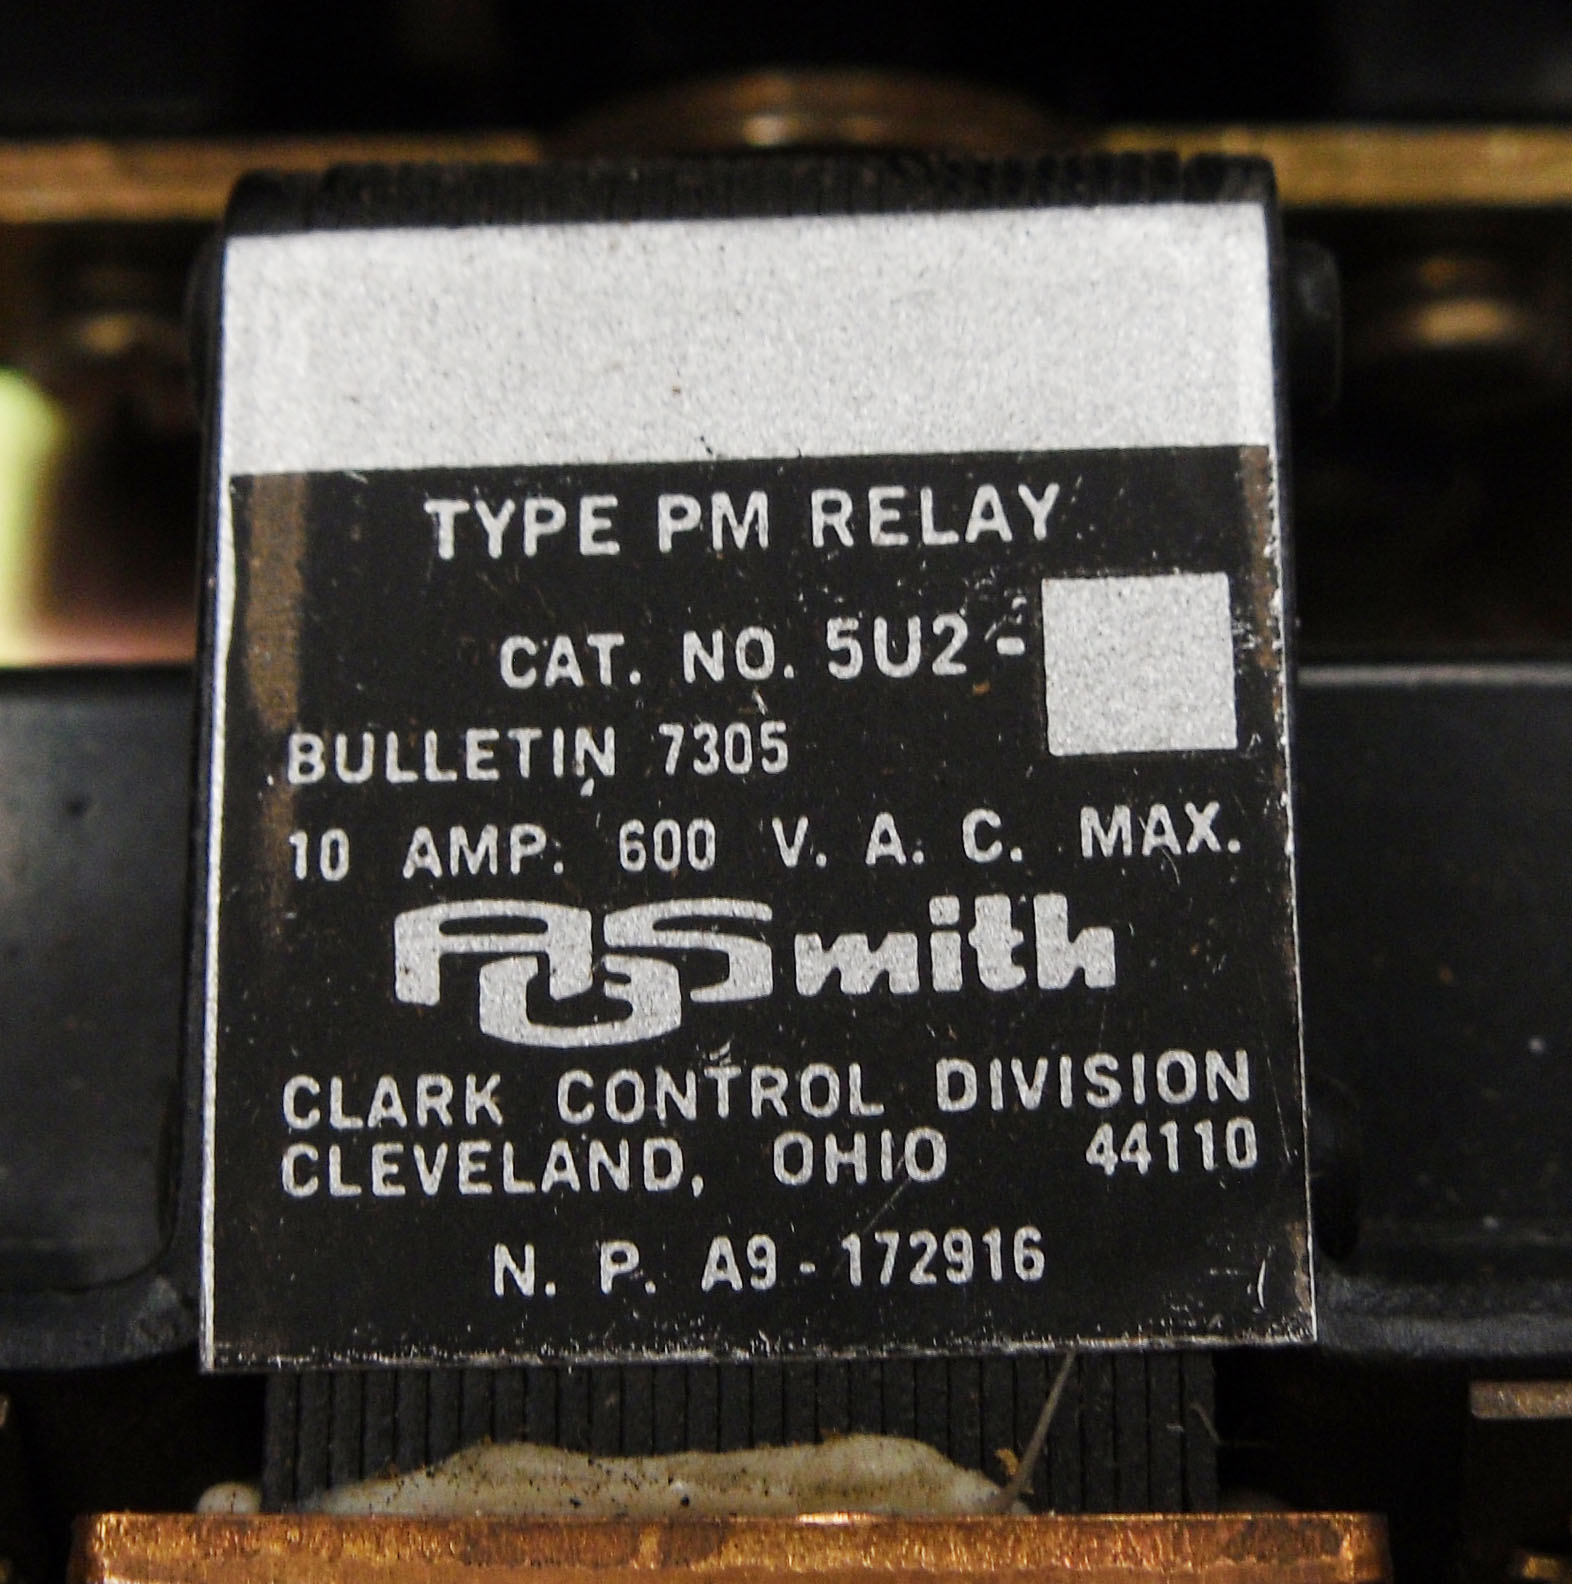 TYPE PM RELAY
CAT. NO. 5U2-
BULLETIN 7305
10 AMP. 600 V. A. C. MAX.
AOSmith
CLARK CONTROL DIVISION
CLEVELAND, OHIO 44110
N. P. A9-172916